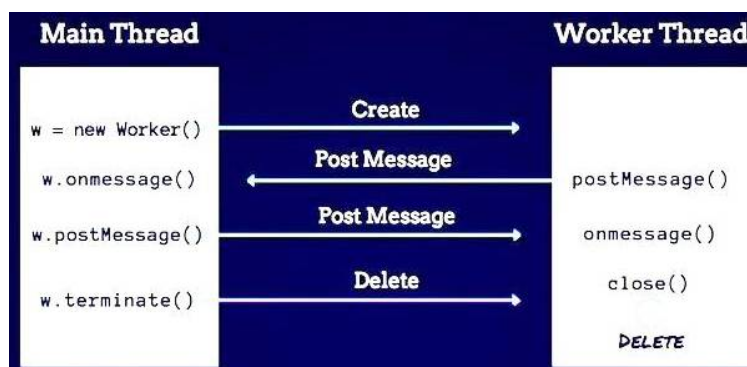 Main Thread
Worker Thread
w = new Worker()
Create
w.onmessage()
Post Message
postMessage()
w.postMessage()
Post Message
onmessage()
w.terminate()
Delete
close()
DELETE